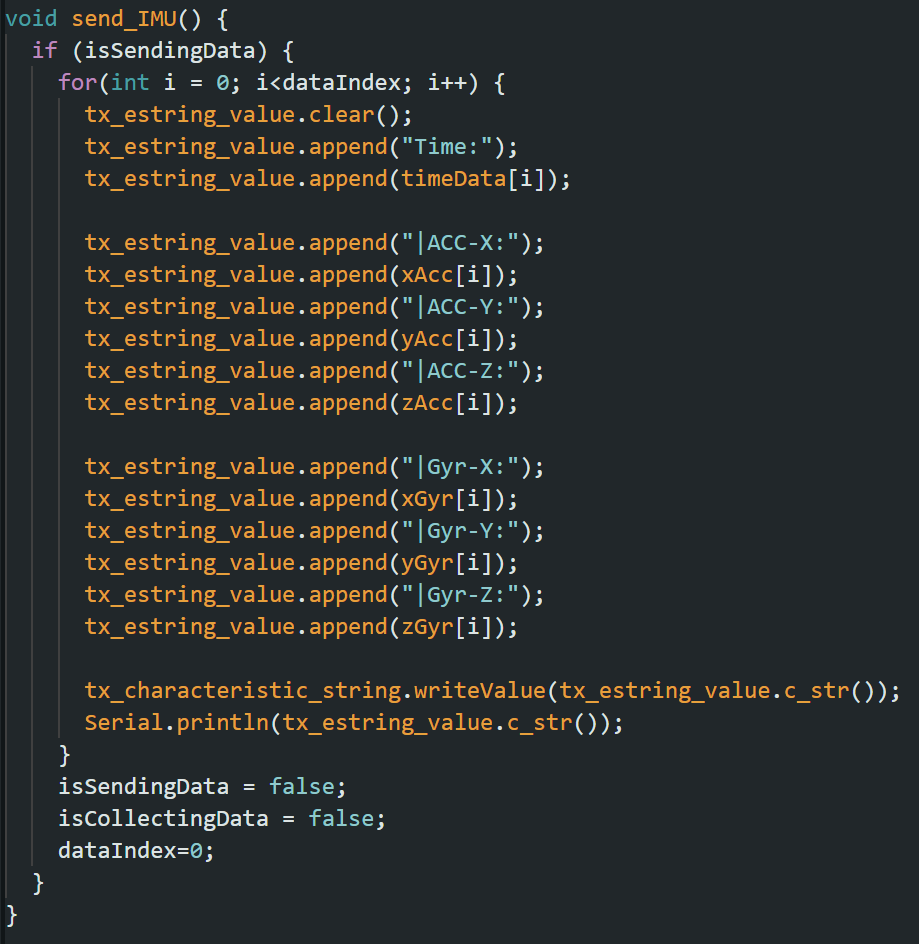 void send_IMU() {
  if (isSendingData) {
    for(int i = 0; i<dataIndex; i++) {
      tx_estring_value.clear();
      tx_estring_value.append("Time:");
      tx_estring_value.append(timeData[i]);

      tx_estring_value.append("|ACC-X:");
      tx_estring_value.append(xAcc[i]);
      tx_estring_value.append("|ACC-Y:");
      tx_estring_value.append(yAcc[i]);
      tx_estring_value.append("|ACC-Z:");
      tx_estring_value.append(zAcc[i]);

      tx_estring_value.append("|Gyr-X:");
      tx_estring_value.append(xGyr[i]);
      tx_estring_value.append("|Gyr-Y:");
      tx_estring_value.append(yGyr[i]);
      tx_estring_value.append("|Gyr-Z:");
      tx_estring_value.append(zGyr[i]);

      tx_characteristic_string.writeValue(tx_estring_value.c_str());
      Serial.println(tx_estring_value.c_str());
    }
    isSendingData = false;
    isCollectingData = false;
    dataIndex=0;
  }
}